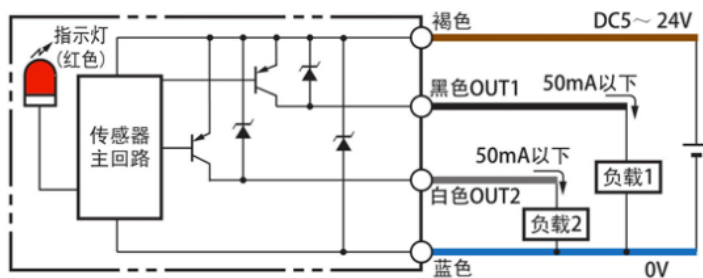 指示灯
(红色)
褐色
DC5～24V
黑色OUT1
50mA以下
传感器
主回路
50mA以下
负载1
白色OUT2
负载2
蓝色
0V